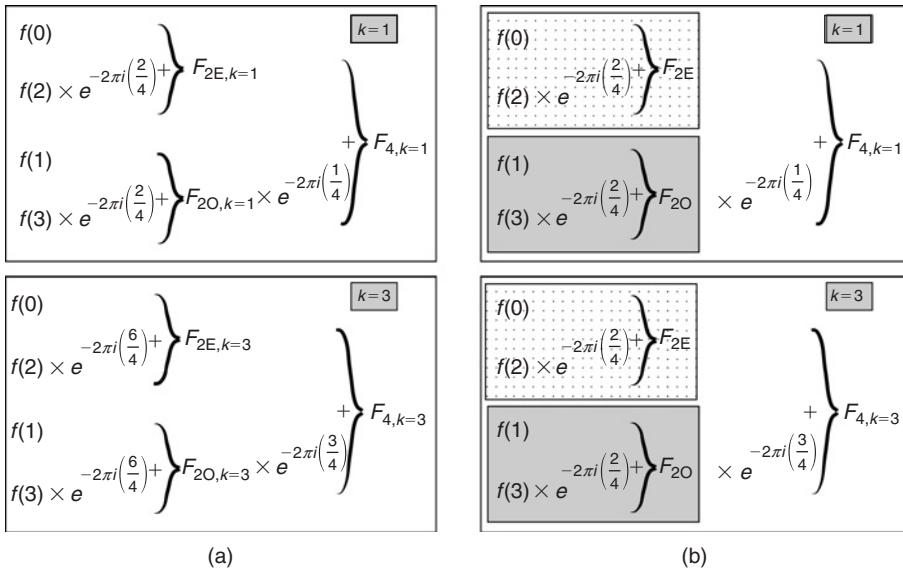 k=1
f(0)
f(2) × e^{-2πi(2/4)} + F_{2E,k=1}
f(1)
f(3) × e^{-2πi(2/4)} + F_{2O,k=1} × e^{-2πi(1/4)}
+ F_{4,k=1}
k=3
f(0)
f(2) × e^{-2πi(6/4)} + F_{2E,k=3}
f(1)
f(3) × e^{-2πi(6/4)} + F_{2O,k=3} × e^{-2πi(3/4)}
+ F_{4,k=3}
(a)
k=1
f(0)
f(2) × e^{-2πi(2/4)} + F_{2E}
f(1)
f(3) × e^{-2πi(2/4)} + F_{2O} × e^{-2πi(1/4)}
+ F_{4,k=1}
k=3
f(0)
f(2) × e^{-2πi(2/4)} + F_{2E}
f(1)
f(3) × e^{-2πi(2/4)} + F_{2O} × e^{-2πi(3/4)}
+ F_{4,k=3}
(b)